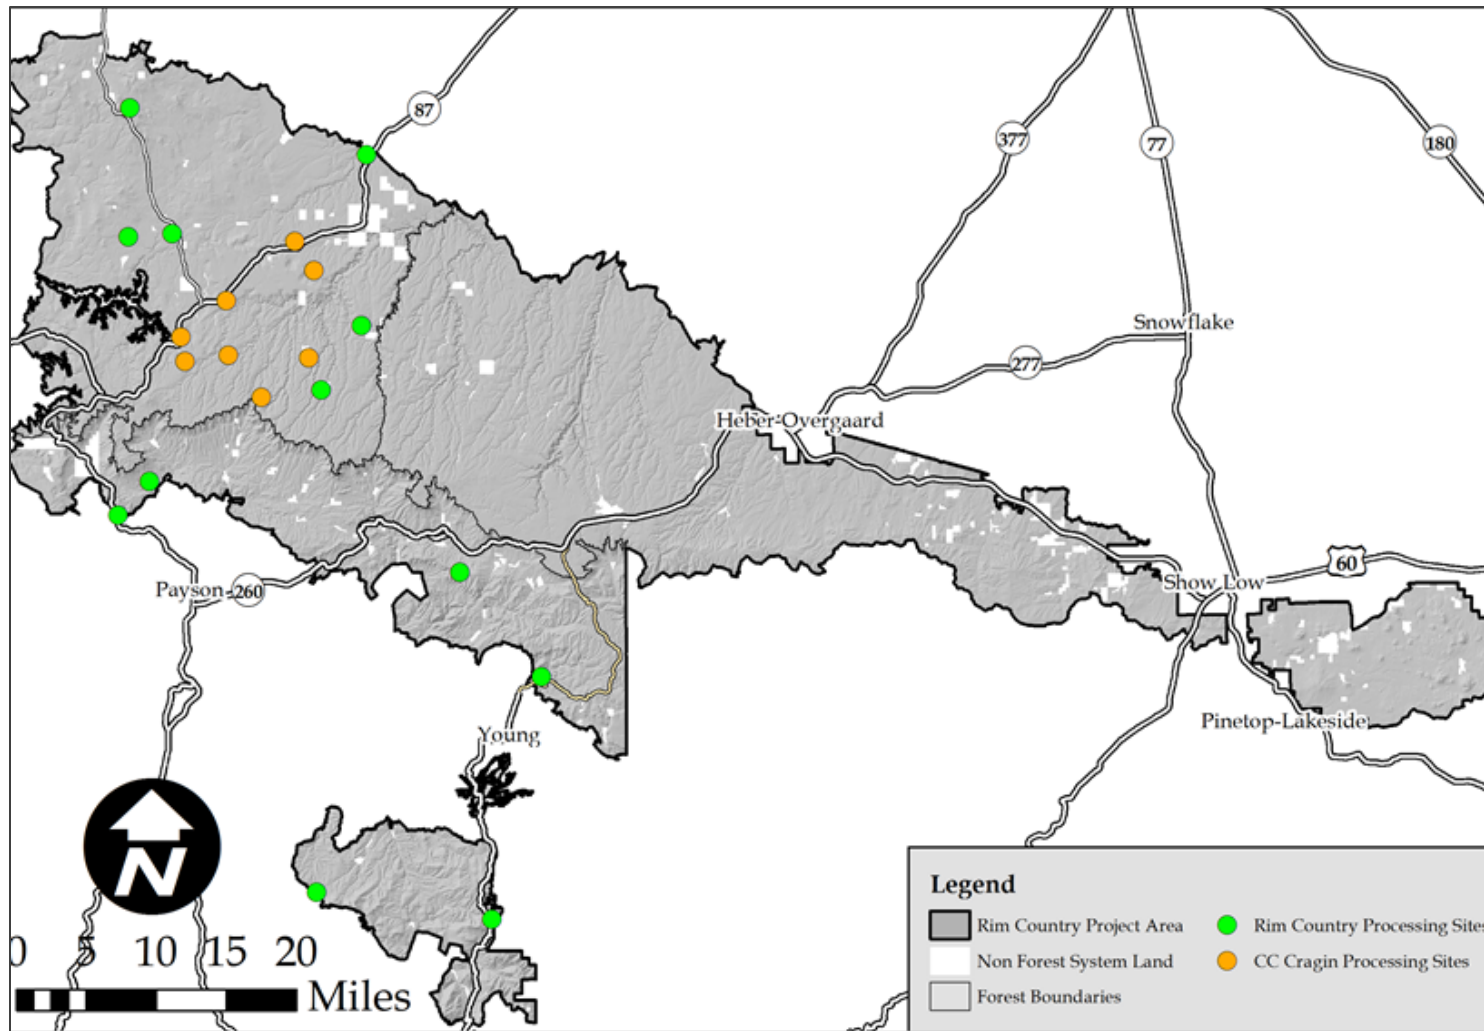 87
377
77
180
Snowflake
277
Heber-Overgaard
Payson
260
Show Low
60
Pinetop-Lakeside
Young
N
0 5 10 15 20
Miles
Legend
Rim Country Project Area
Rim Country Processing Sites
Non Forest System Land
CC Cragin Processing Sites
Forest Boundaries